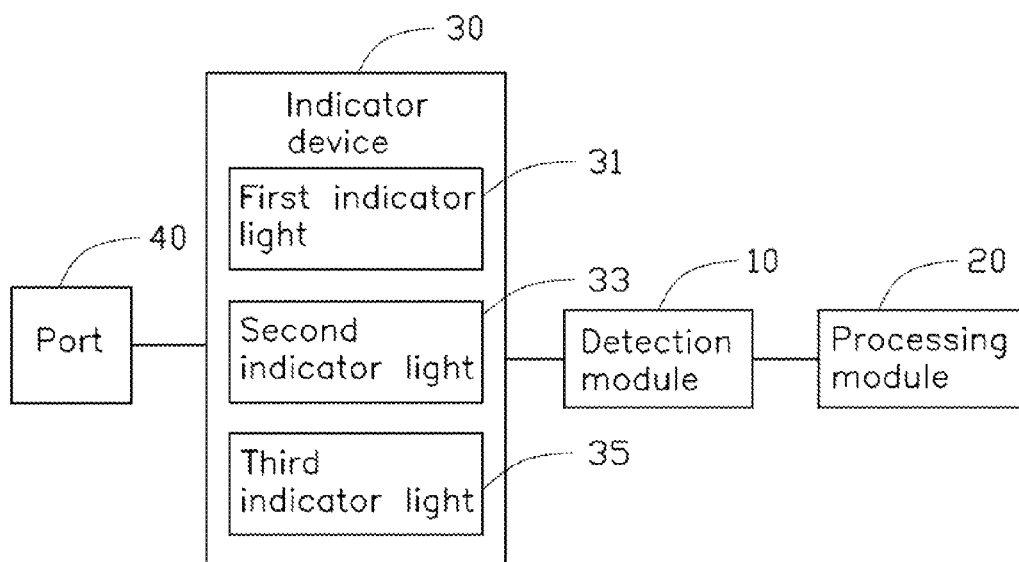 30
Indicator
device
31
First indicator
light
40
Port
33
Second
indicator light
10
Detection
module
20
Processing
module
35
Third
indicator light